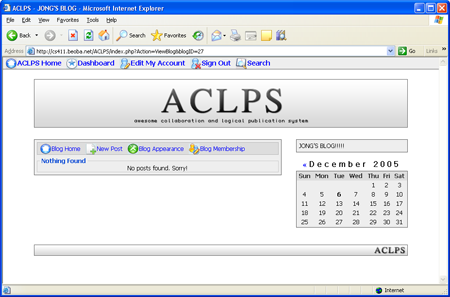 ACLPS - JONG'S BLOG - Microsoft Internet Explorer
File Edit View Favorites Tools Help
Back Search Favorites
Address http://cs411.beoba.net/ACLPS/index.php?Action=ViewBlog&blogID=27 Go Links »
ACLPS Home Dashboard Edit My Account Sign Out Search
ACLPS
awesome collaboration and logical publication system
Blog Home New Post Blog Appearance Blog Membership
Nothing Found
No posts found. Sorry!
JONG'S BLOG!!!!!
« December 2005
Sun Mon Tue Wed Thu Fri Sat
1 2 3
4 5 6 7 8 9 10
11 12 13 14 15 16 17
18 19 20 21 22 23 24
25 26 27 28 29 30 31
ACLPS
Internet